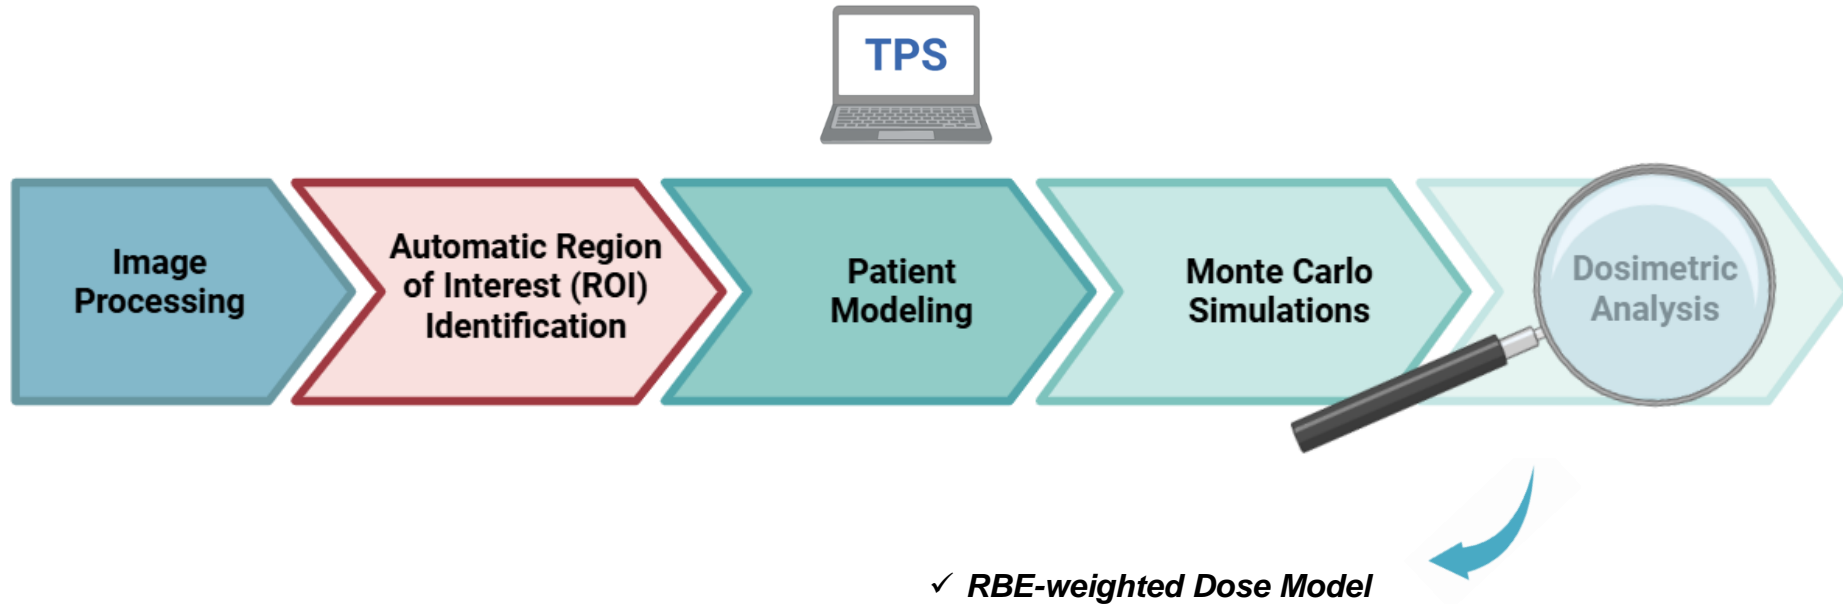 TPS
Image
Processing
Automatic Region
of Interest (ROI)
Identification
Patient
Modeling
Monte Carlo
Simulations
Dosimetric
Analysis
✓ RBE-weighted Dose Model